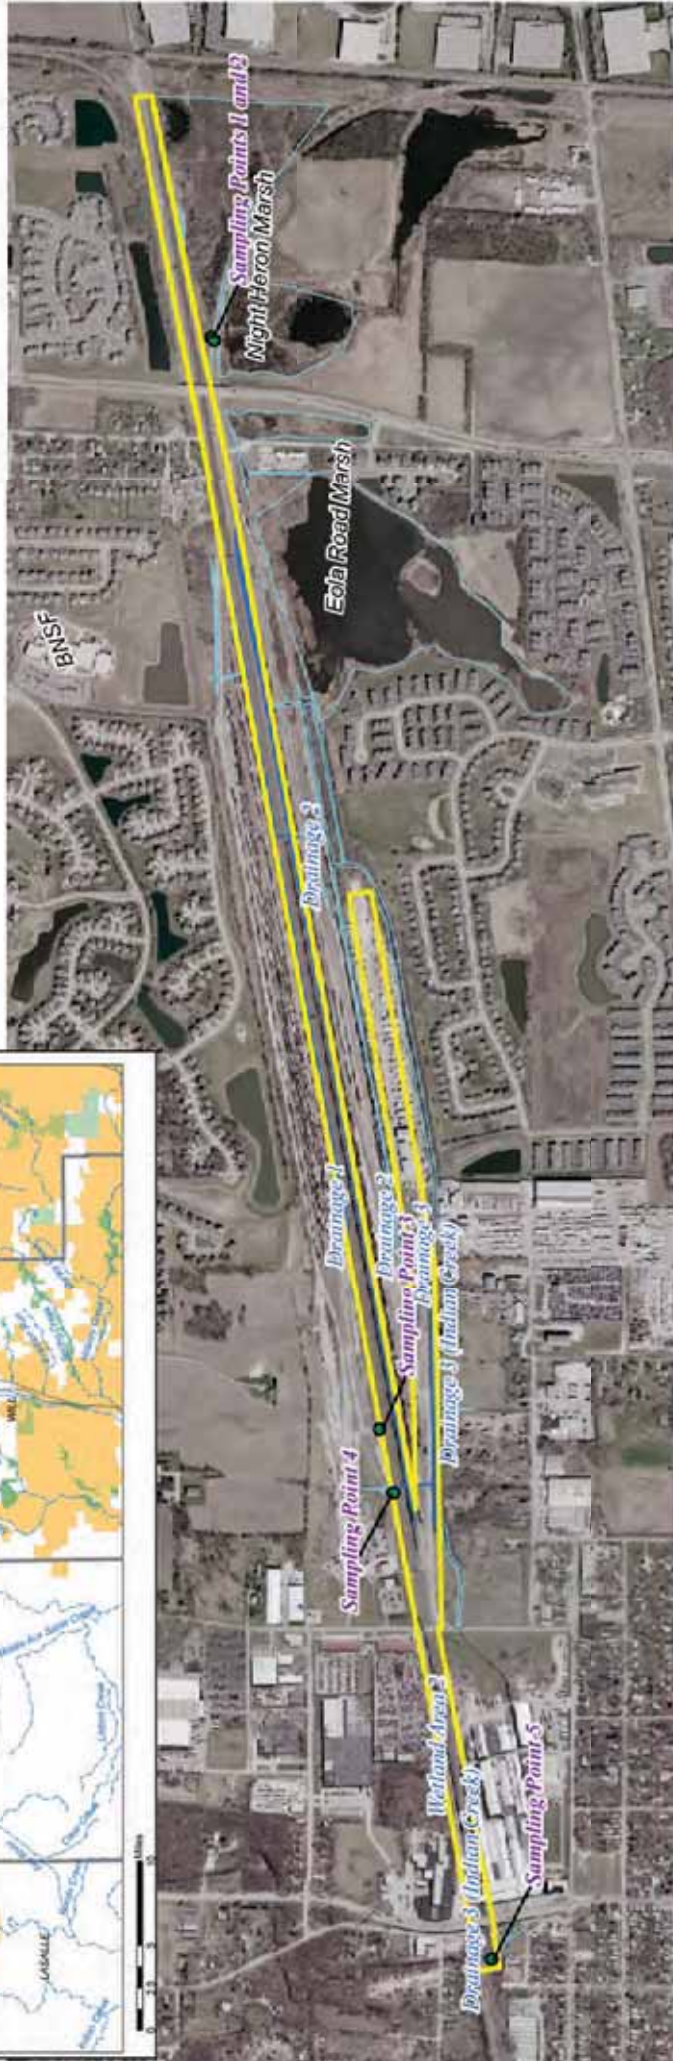 Sampling Points 1 and 2
Night Heron Marsh
Eola Road Marsh
BNSF
Drainage 2
Drainage 1
Drainage 2
Sampling Point 3
Drainage 3
Drainage 3 (Indian Creek)
Sampling Point 4
Wetland Area 2
Drainage 3 (Indian Creek)
Sampling Point 5
WILL
LASALLE
Miles